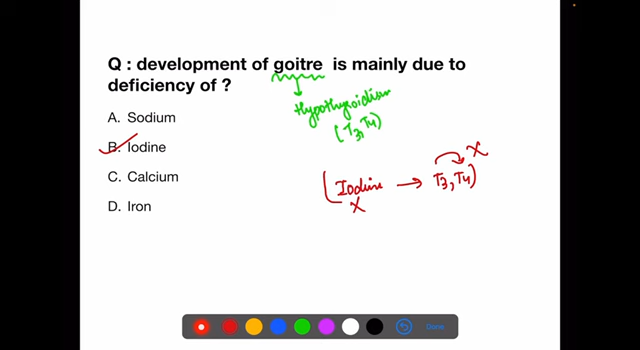 Q : development of goitre is mainly due to
deficiency of ?
Hypothyroidism
(T3, T4)
A. Sodium
B. Iodine
C. Calcium
D. Iron
X
(Iodine → T3, T4)
X
Done